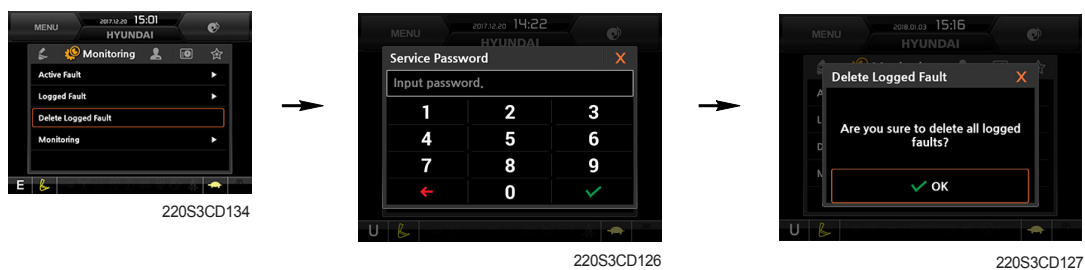 MENU
2017.12.20 15:01
HYUNDAI
Monitoring
Active Fault
Logged Fault
Delete Logged Fault
Monitoring
E
220S3CD134
MENU
2017.12.20 14:22
HYUNDAI
Service Password X
Input password.
1 2 3
4 5 6
7 8 9
0
U
220S3CD126
MENU
2018.01.03 15:16
HYUNDAI
Delete Logged Fault X
A
L
D
M
Are you sure to delete all logged
faults?
OK
U
220S3CD127